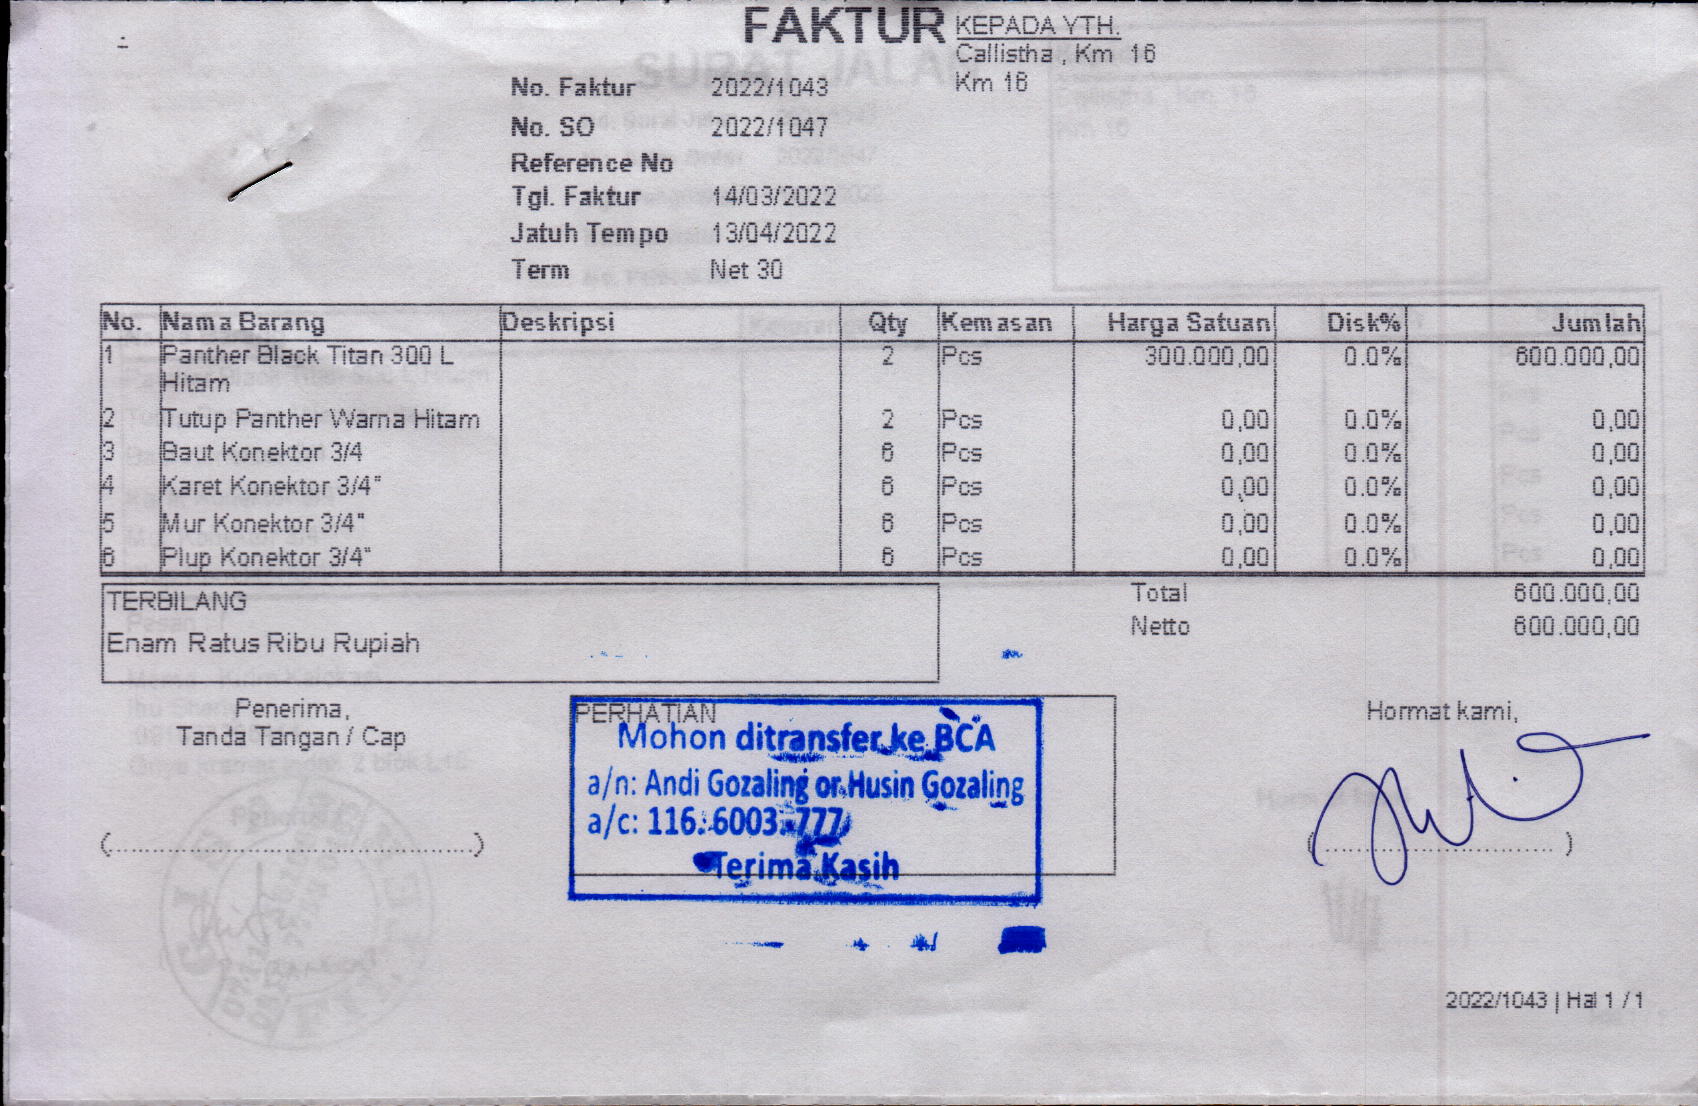 FAKTUR
KEPADA YTH.
Callistha , Km 16
Km 16
No. Faktur 2022/1043
No. SO 2022/1047
Reference No
Tgl. Faktur 14/03/2022
Jatuh Tempo 13/04/2022
Term Net 30
No. Nama Barang Deskripsi Qty Kemasan Harga Satuan Disk% Jumlah
1 Panther Black Titan 300 L 2 Pcs 300.000,00 0.0% 600.000,00
Hitam
2 Tutup Panther Warna Hitam 2 Pcs 0,00 0.0% 0,00
3 Baut Konektor 3/4 6 Pcs 0,00 0.0% 0,00
4 Karet Konektor 3/4" 6 Pcs 0,00 0.0% 0,00
5 Mur Konektor 3/4" 6 Pcs 0,00 0.0% 0,00
6 Plup Konektor 3/4" 6 Pcs 0,00 0.0% 0,00
TERBILANG
Enam Ratus Ribu Rupiah
Total 600.000,00
Netto 600.000,00
Penerima,
Tanda Tangan / Cap
(......................................................)
PERHATIAN
Mohon ditransfer ke BCA
a/n: Andi Gozaling or Husin Gozaling
a/c: 116. 6003. 777
Terima Kasih
Hormat kami,
(.................................. )
2022/1043 | Hal 1 / 1
SURAT JALAN